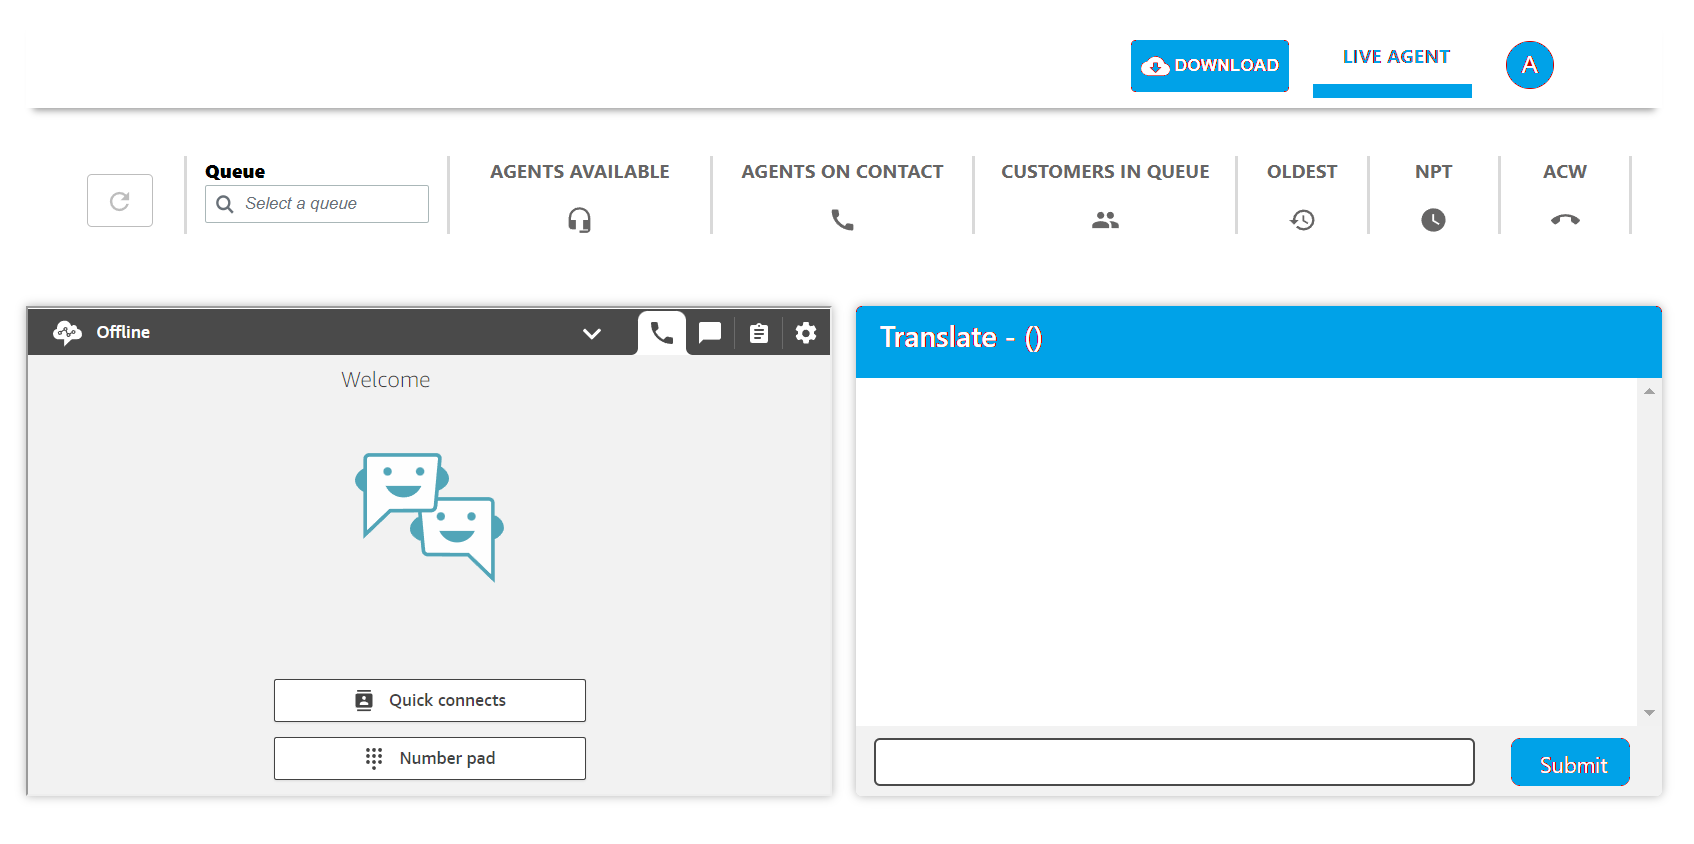 DOWNLOAD
LIVE AGENT
A
Queue
Select a queue
AGENTS AVAILABLE
AGENTS ON CONTACT
CUSTOMERS IN QUEUE
OLDEST
NPT
ACW
Offline
Welcome
Quick connects
Number pad
Translate - ()
Submit